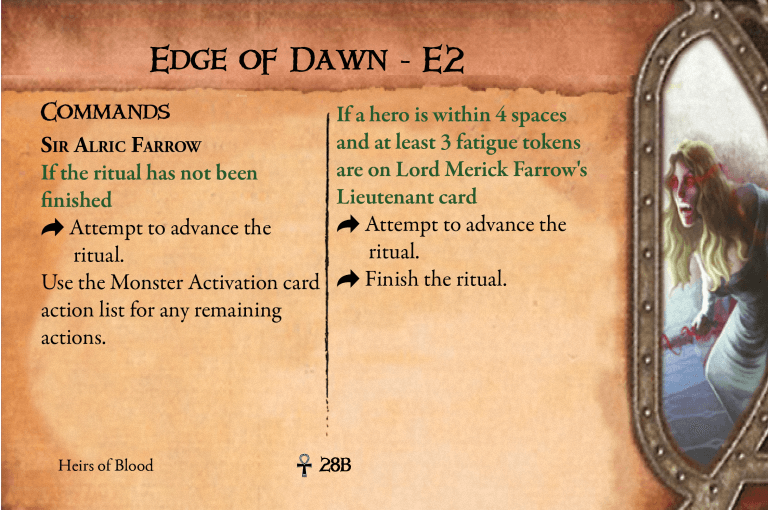 Edge of Dawn - E2
Commands
Sir Alric Farrow
If the ritual has not been
finished
Attempt to advance the
ritual.
Use the Monster Activation card
action list for any remaining
actions.
If a hero is within 4 spaces
and at least 3 fatigue tokens
are on Lord Merick Farrow's
Lieutenant card
Attempt to advance the
ritual.
Finish the ritual.
Heirs of Blood
28B